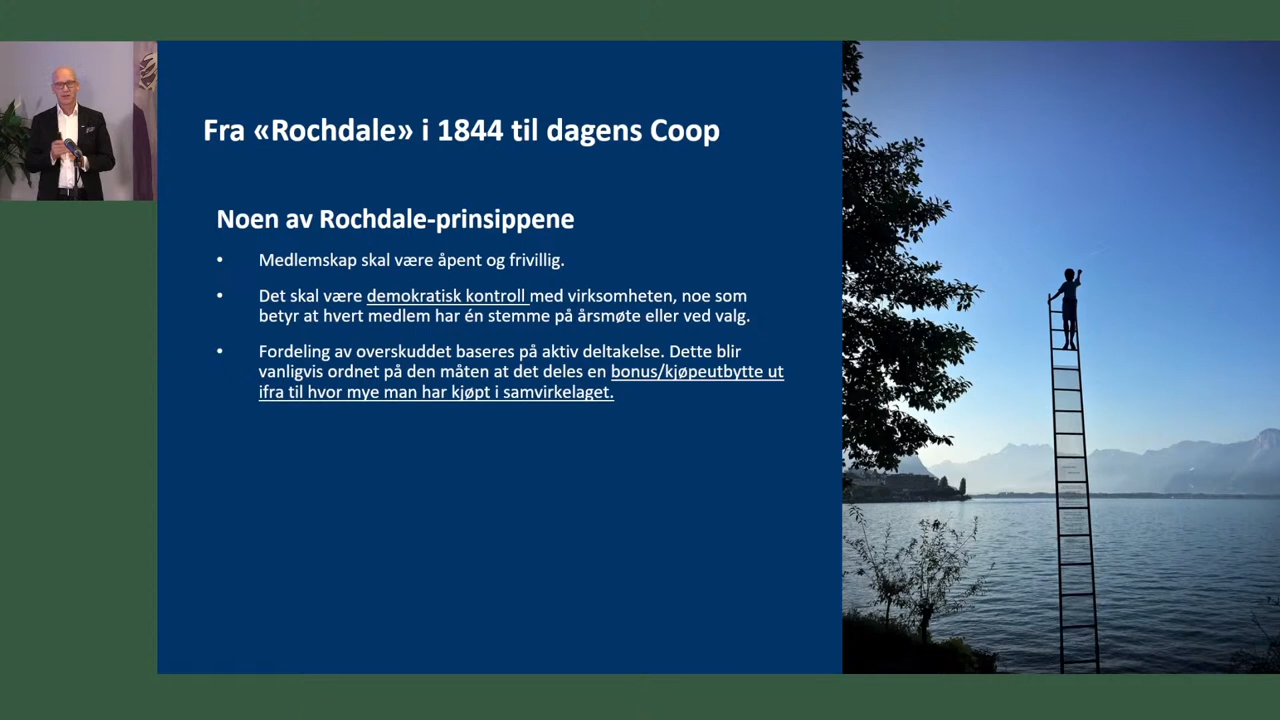 Fra «Rochdale» i 1844 til dagens Coop
Noen av Rochdale-prinsippene
• Medlemskap skal være åpent og frivillig.
• Det skal være demokratisk kontroll med virksomheten, noe som
betyr at hvert medlem har én stemme på årsmøte eller ved valg.
• Fordeling av overskuddet baseres på aktiv deltakelse. Dette blir
vanligvis ordnet på den måten at det deles en bonus/kjøpeutbytte ut
ifra til hvor mye man har kjøpt i samvirkelaget.